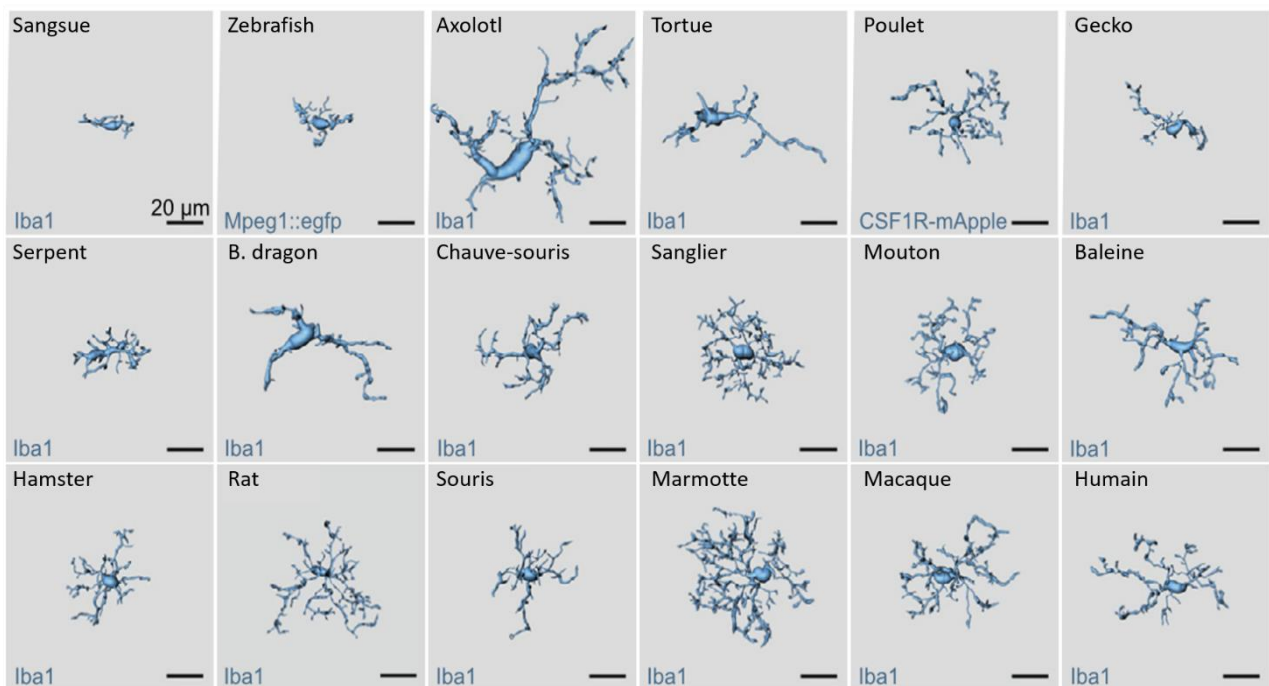 Sangsue
Zebrafish
Axolotl
Tortue
Poulet
Gecko
20 µm
Iba1
Mpeg1::egfp
Iba1
Iba1
CSF1R-mApple
Iba1
Serpent
B. dragon
Chauve-souris
Sanglier
Mouton
Baleine
Iba1
Iba1
Iba1
Iba1
Iba1
Iba1
Hamster
Rat
Souris
Marmotte
Macaque
Humain
Iba1
Iba1
Iba1
Iba1
Iba1
Iba1